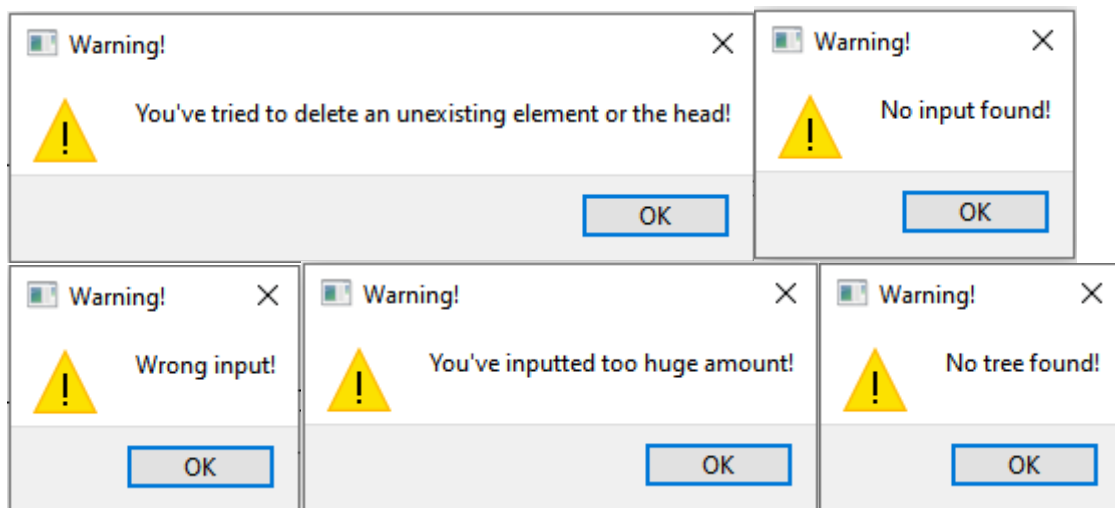 Warning!
You've tried to delete an unexisting element or the head!
OK
Warning!
No input found!
OK
Warning!
Wrong input!
OK
Warning!
You've inputted too huge amount!
OK
Warning!
No tree found!
OK